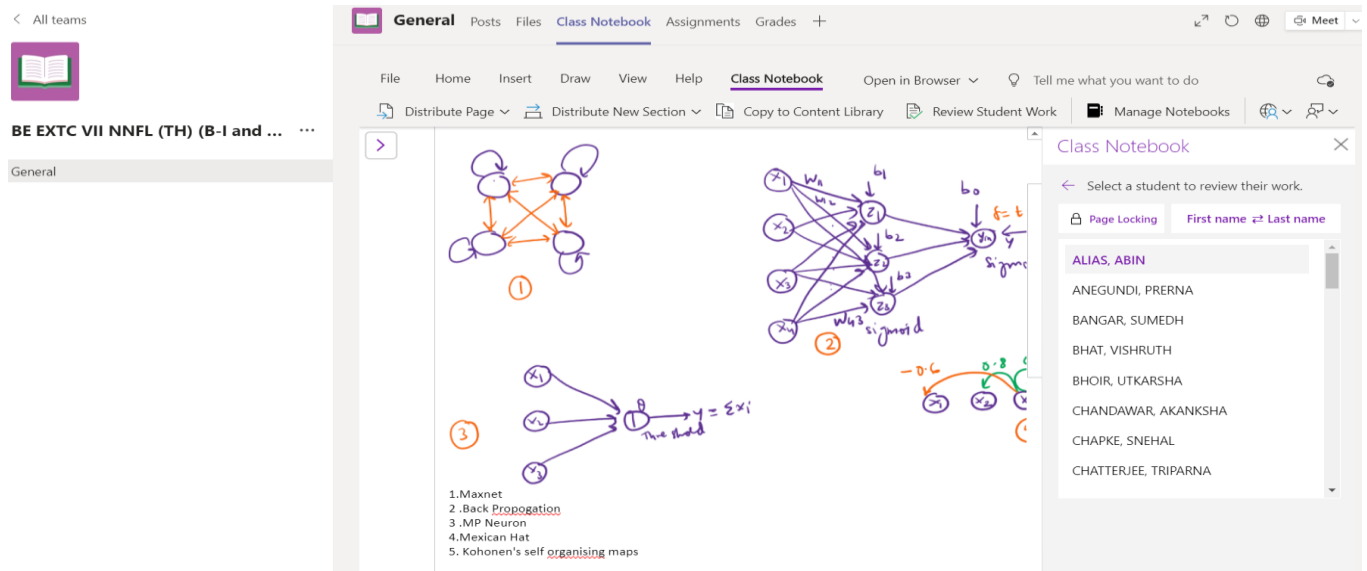 All teams
General Posts Files Class Notebook Assignments Grades
Meet
BE EXTC VII NNFL (TH) (B-I and ... ...
General
File Home Insert Draw View Help Class Notebook Open in Browser Tell me what you want to do
Distribute Page Distribute New Section Copy to Content Library Review Student Work Manage Notebooks
Class Notebook
Select a student to review their work.
Page Locking First name ⇄ Last name
ALIAS, ABIN
ANEGUNDI, PRERNA
BANGAR, SUMEDH
BHAT, VISHRUTH
BHOIR, UTKARSHA
CHANDAWAR, AKANKSHA
CHAPKE, SNEHAL
CHATTERJEE, TRIPARNA
1
x1 b1
b0
z1
x2 b2
z2 yin y
x3 b3
z3
x4 w43 sigmoid
2
-0.6 0.8
x1 x2
x1
x2 1 θ y = Σxi
Threshold
3
x3
1.Maxnet
2 .Back Propogation
3 .MP Neuron
4.Mexican Hat
5. Kohonen's self organising maps